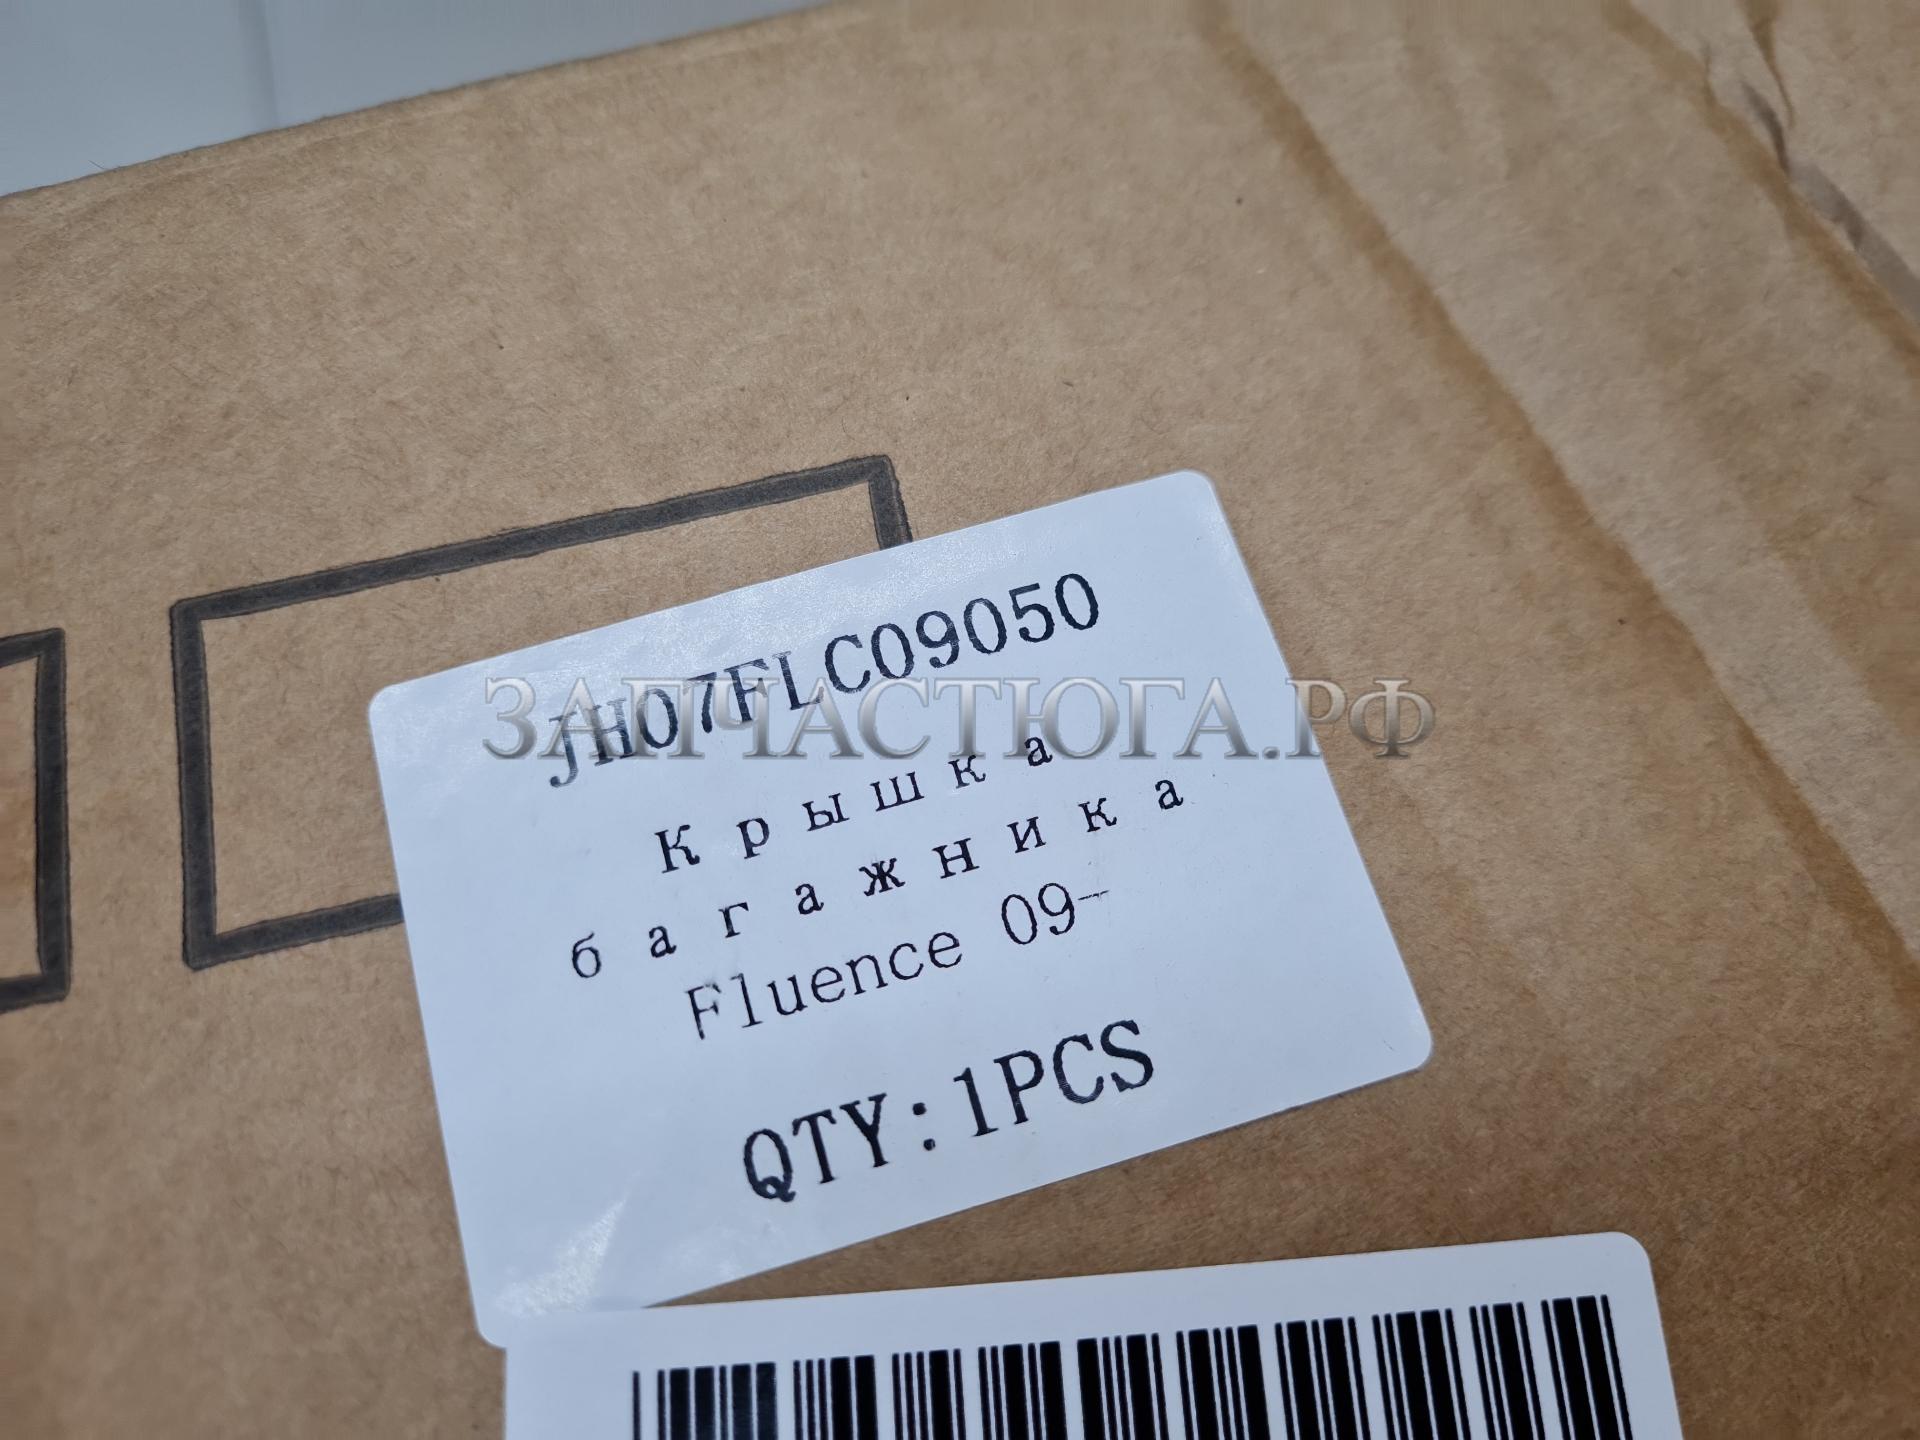 JH07FLC09050
ЗАПЧАСТЮГА.РФ
Крышка
багажника
Fluence 09-
QTY:1PCS